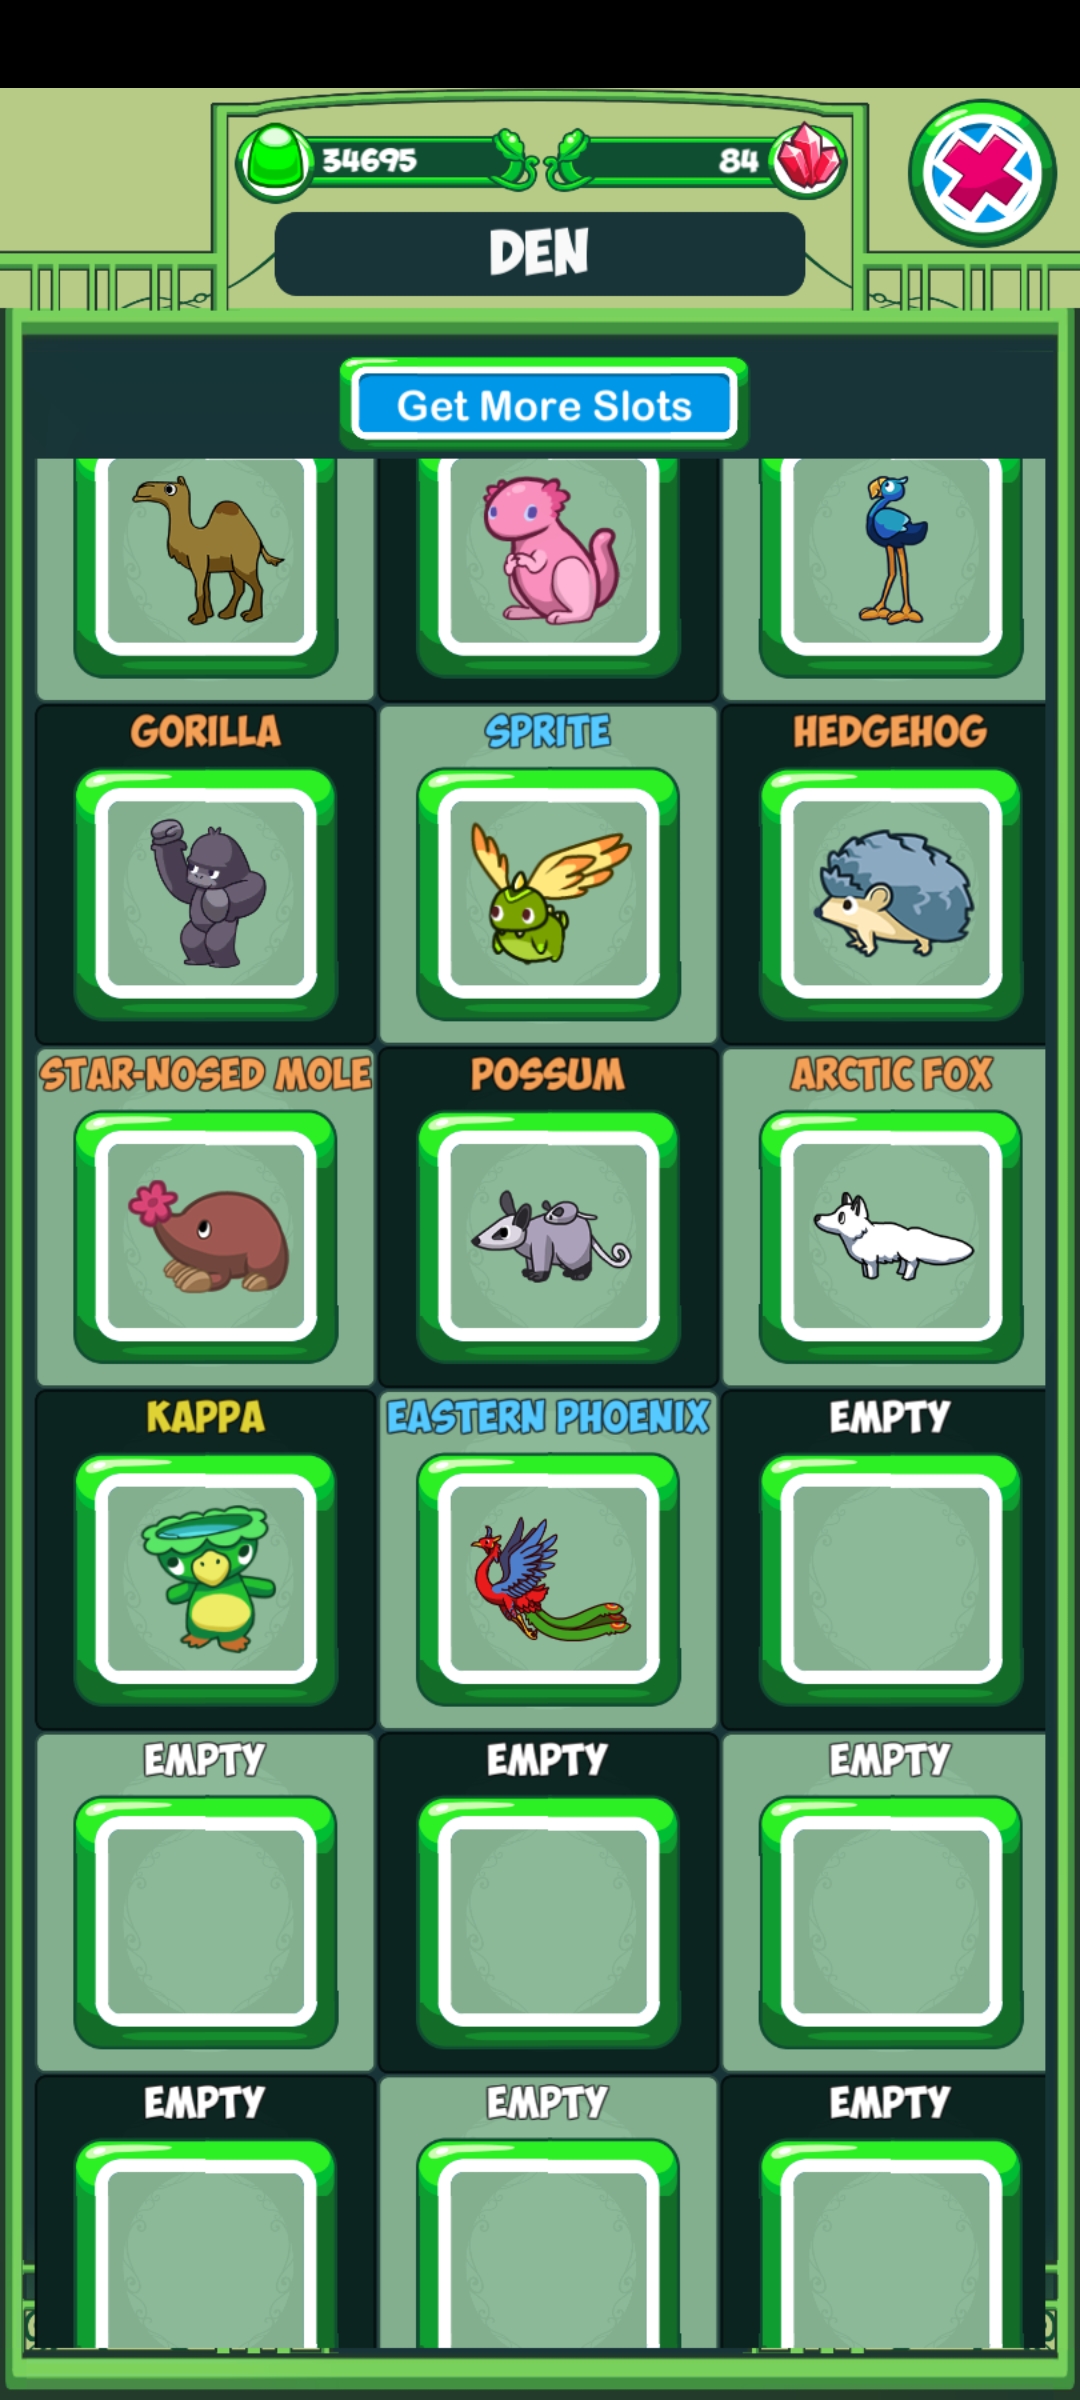 34695
84
DEN
Get More Slots
GORILLA
SPRITE
HEDGEHOG
STAR-NOSED MOLE
POSSUM
ARCTIC FOX
KAPPA
EASTERN PHOENIX
EMPTY
EMPTY
EMPTY
EMPTY
EMPTY
EMPTY
EMPTY